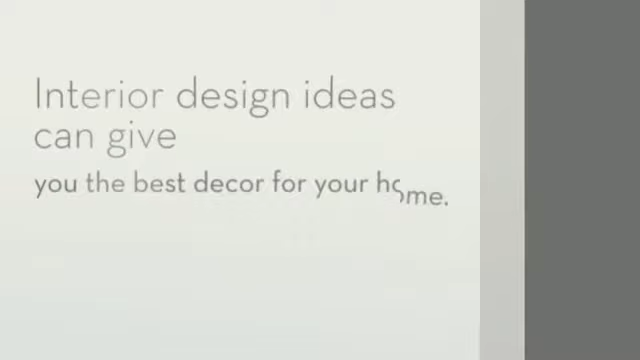 Interior design ideas
can give
you the best decor for your home.